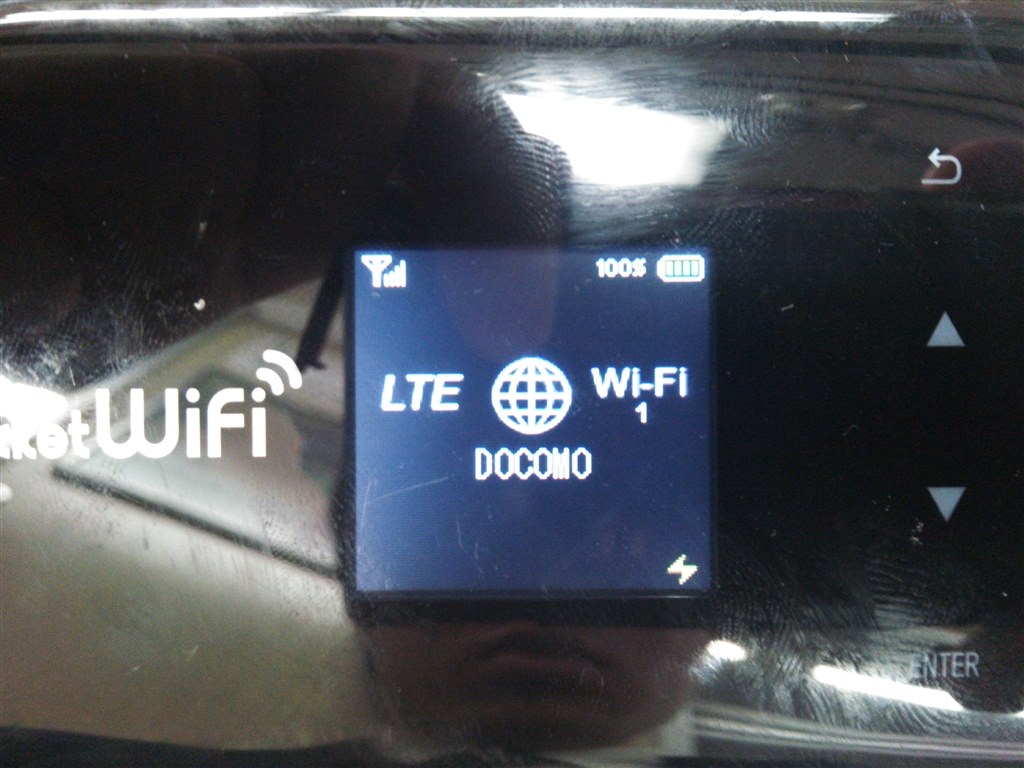 100%
LTE
Wi-Fi
1
WiFi
DOCOMO
ENTER